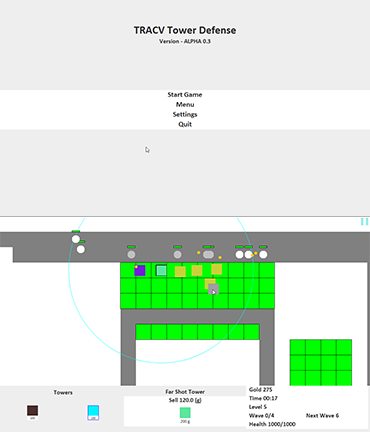 TRACV Tower Defense
Version - ALPHA 0.3
Start Game
Menu
Settings
Quit
Towers
Far Shot Tower
Sell 120.0 (g)
200 g
Gold 275
Time 00:17
Level 5
Wave 0/4
Next Wave 6
Health 1000/1000